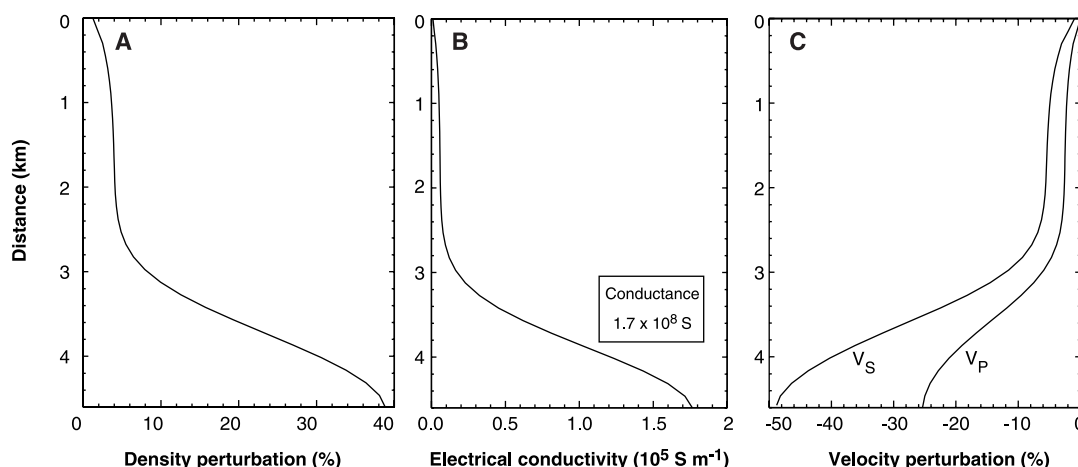 A
B
C
0
1
2
3
4
Distance (km)
0
10
20
30
40
Density perturbation (%)
0
1
2
3
4
0.0
0.5
1.0
1.5
2
Electrical conductivity (10⁵ S m⁻¹)
Conductance
1.7 x 10⁸ S
0
1
2
3
4
-50
-40
-30
-20
-10
0
Velocity perturbation (%)
V_S
V_P